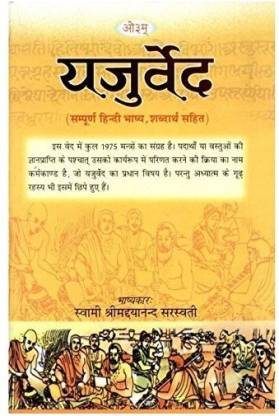 ओ३म्
यजुर्वेद
(सम्पूर्ण हिन्दी भाष्य, शब्दार्थ सहित)
इस वेद में कुल 1975 मन्त्रों का संग्रह है। पदार्थों या वस्तुओं की
ज्ञानप्राप्ति के पश्चात् उसको कार्यरूप में परिणत करने की क्रिया का नाम
कर्मकाण्ड है, जो यजुर्वेद का प्रधान विषय है। परन्तु अध्यात्म के गूढ़
रहस्य भी इसमें छिपे हुए हैं।
भाष्यकारः
स्वामी श्रीमद्दयानन्द सरस्वती